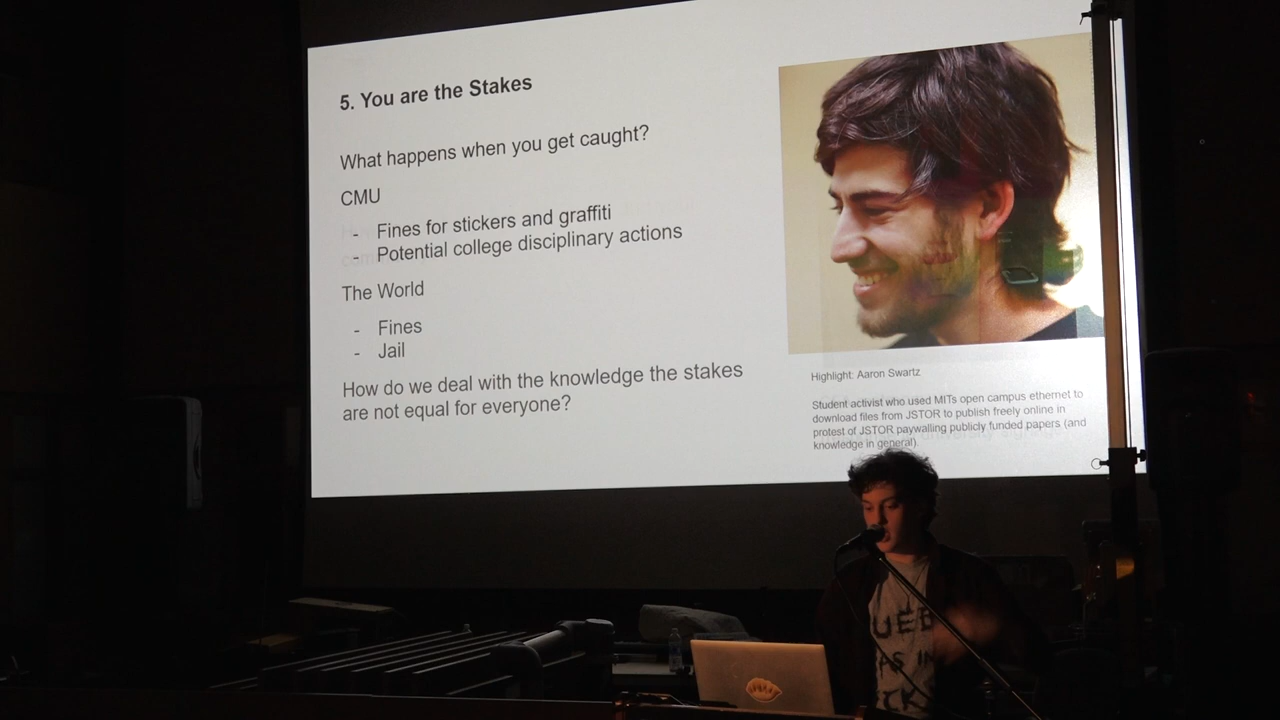 5. You are the Stakes
What happens when you get caught?
CMU
- Fines for stickers and graffiti
- Potential college disciplinary actions
The World
- Fines
- Jail
How do we deal with the knowledge the stakes
are not equal for everyone?
Highlight: Aaron Swartz
Student activist who used MITs open campus ethernet to
download files from JSTOR to publish freely online in
protest of JSTOR paywalling publicly funded papers (and
knowledge in general)